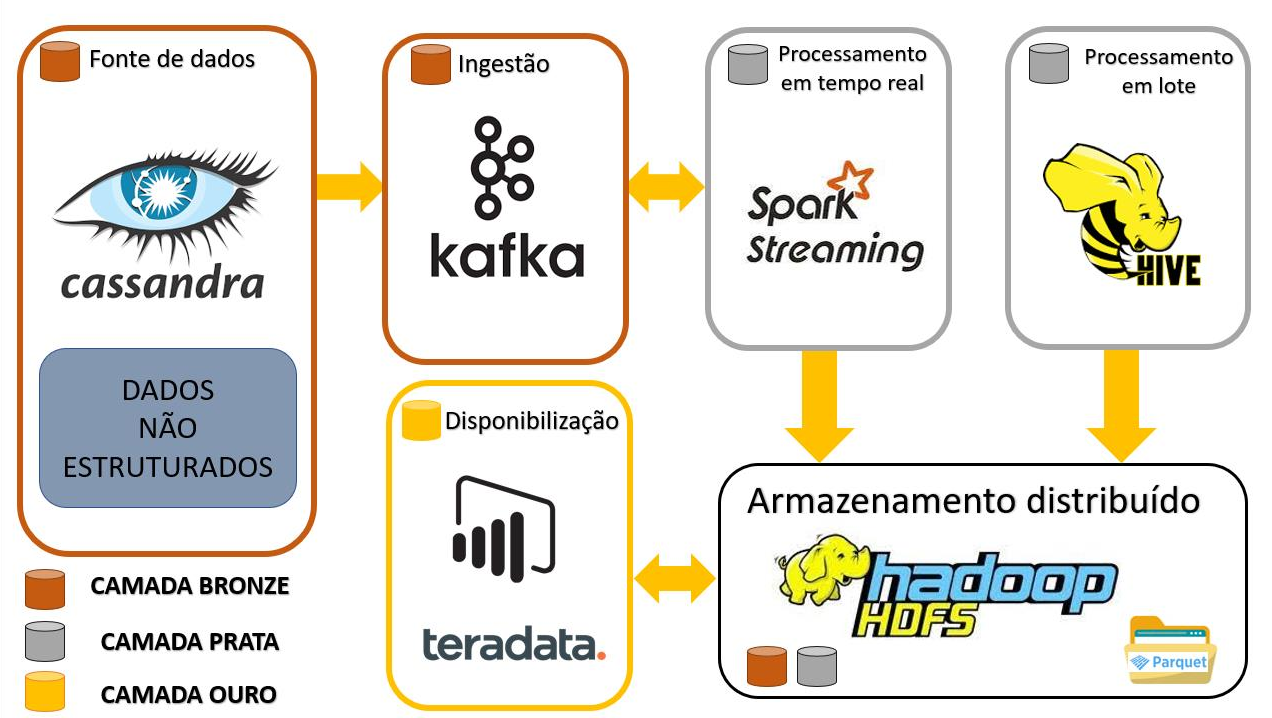 Fonte de dados
cassandra
DADOS
NÃO
ESTRUTURADOS
Ingestão
kafka
Processamento
em tempo real
Spark
Streaming
Processamento
em lote
HIVE
Disponibilização
teradata.
Armazenamento distribuído
hadoop
HDFS
Parquet
CAMADA BRONZE
CAMADA PRATA
CAMADA OURO